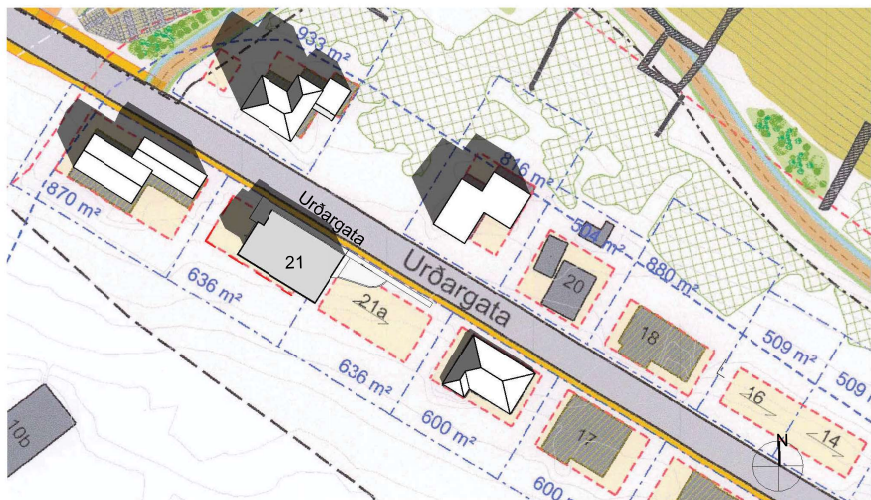 933 m²
816 m²
870 m²
Urðargata
504 m²
21
Urðargata
20
880 m²
636 m²
21a
18
509 m²
509
16
636 m²
14
600 m²
17
10b
N
600